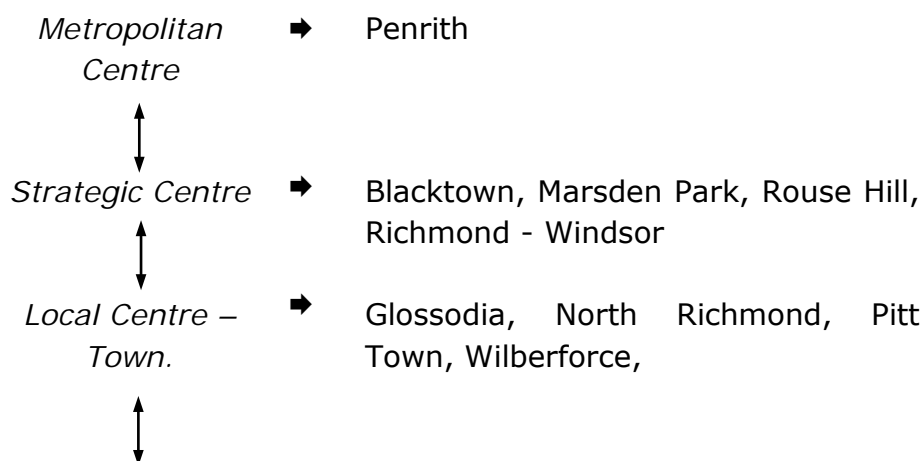 Metropolitan Centre ➡ Penrith
Strategic Centre ➡ Blacktown, Marsden Park, Rouse Hill,
Richmond - Windsor
Local Centre – ➡ Glossodia, North Richmond, Pitt
Town. Town, Wilberforce,